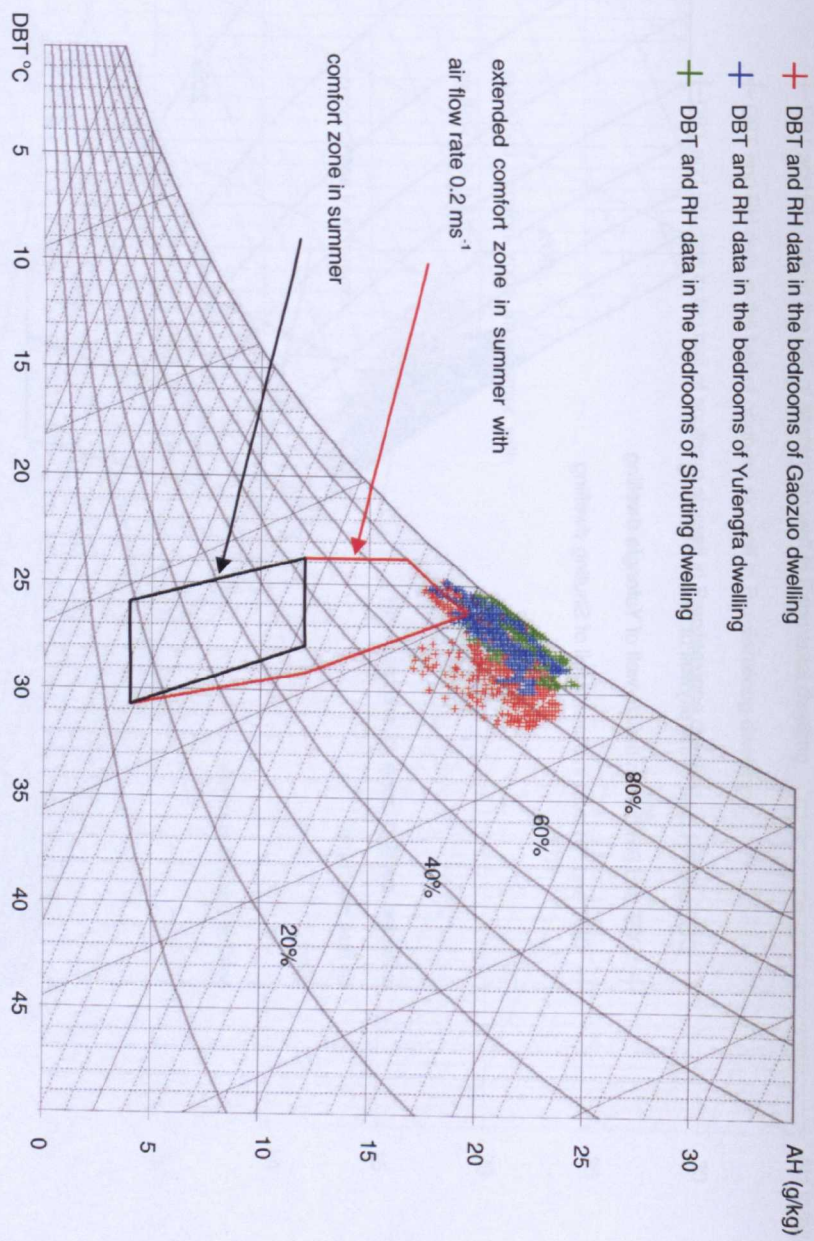 DBT and RH data in the bedrooms of Gaozuo dwelling
DBT and RH data in the bedrooms of Yufengfa dwelling
DBT and RH data in the bedrooms of Shuting dwelling
extended comfort zone in summer with
air flow rate 0.2 ms⁻¹
comfort zone in summer
80%
60%
40%
20%
AH (g/kg)
30
25
20
15
10
5
0
DBT °C
5
10
15
20
25
30
35
40
45